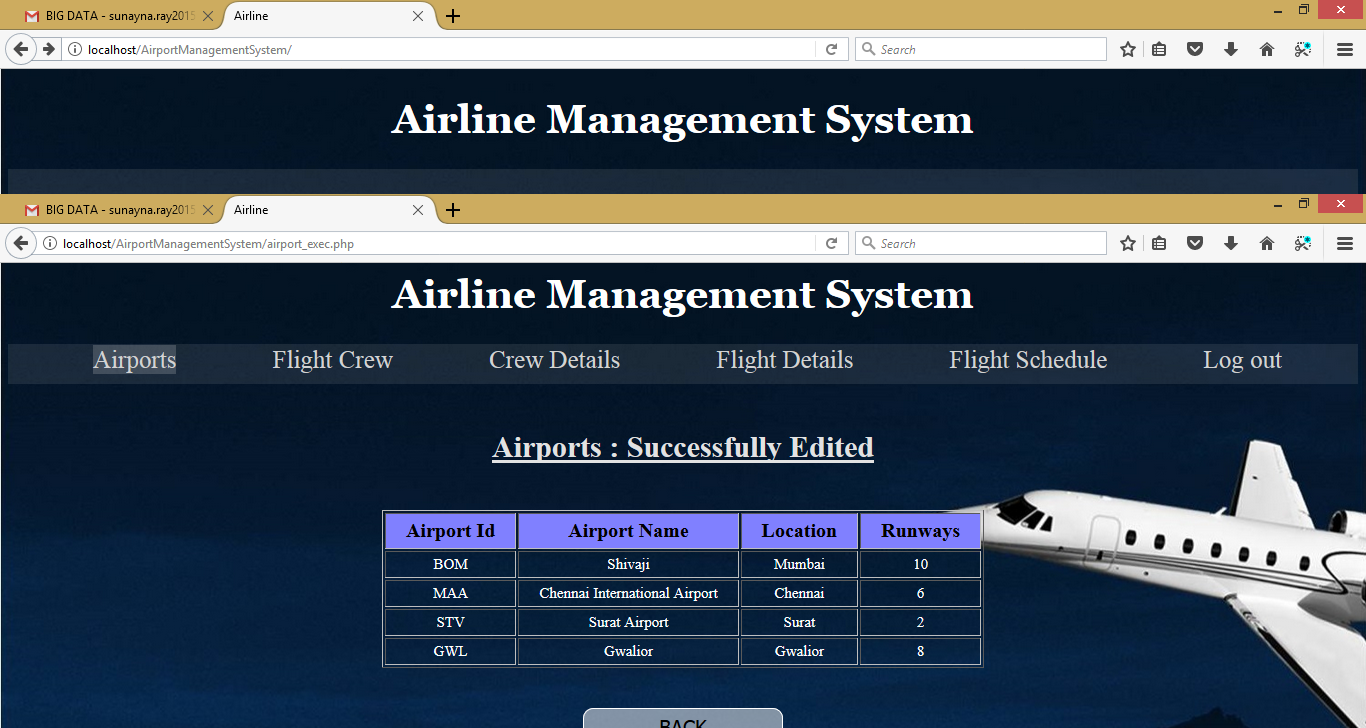 BIG DATA - sunayna.ray2015
Airline
localhost/AirportManagementSystem/
Search
Airline Management System
BIG DATA - sunayna.ray2015
Airline
localhost/AirportManagementSystem/airport_exec.php
Search
Airline Management System
Airports Flight Crew Crew Details Flight Details Flight Schedule Log out
Airports : Successfully Edited
Airport Id Airport Name Location Runways
BOM Shivaji Mumbai 10
MAA Chennai International Airport Chennai 6
STV Surat Airport Surat 2
GWL Gwalior Gwalior 8
BACK